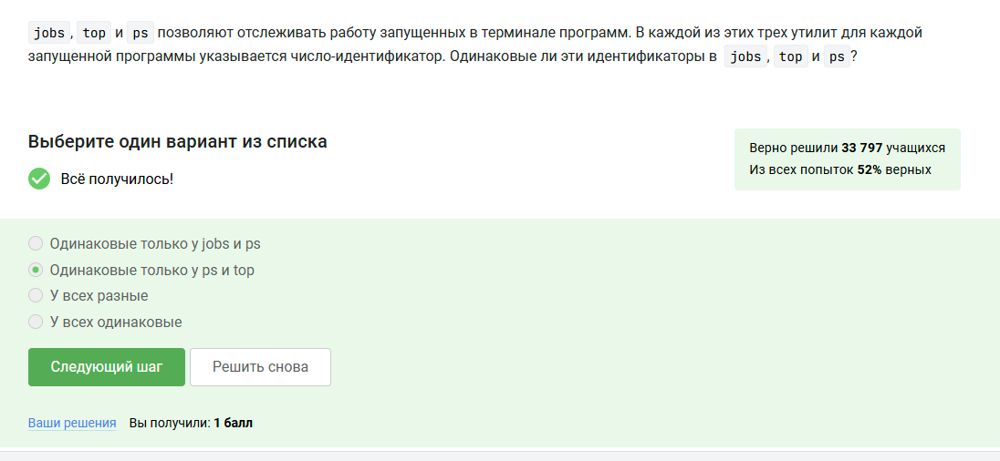 jobs, top и ps позволяют отслеживать работу запущенных в терминале программ. В каждой из этих трех утилит для каждой
запущенной программы указывается число-идентификатор. Одинаковые ли эти идентификаторы в jobs, top и ps?
Выберите один вариант из списка
Верно решили 33 797 учащихся
Из всех попыток 52% верных
Всё получилось!
Одинаковые только у jobs и ps
Одинаковые только у ps и top
У всех разные
У всех одинаковые
Следующий шаг
Решить снова
Ваши решения Вы получили: 1 балл